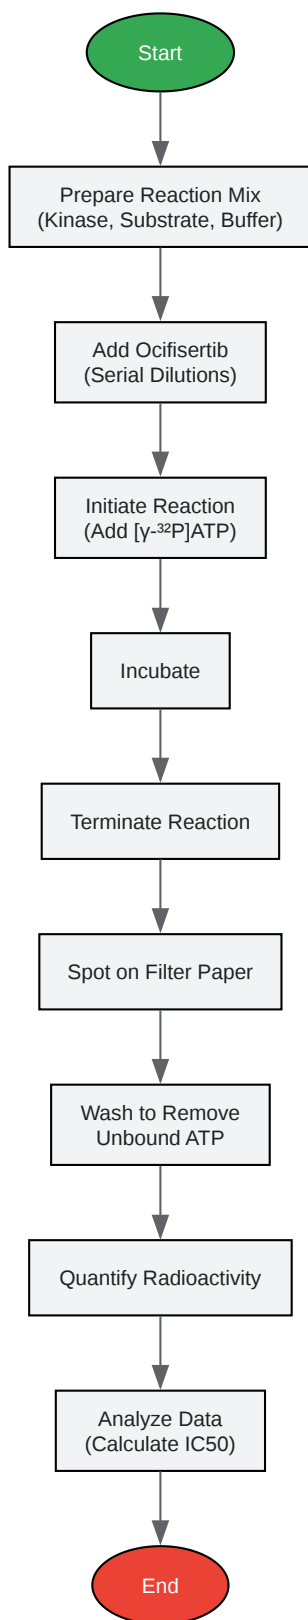 Start
Prepare Reaction Mix
(Kinase, Substrate, Buffer)
Add Ocifisertib
(Serial Dilutions)
Initiate Reaction
(Add [γ-³²P]ATP)
Incubate
Terminate Reaction
Spot on Filter Paper
Wash to Remove
Unbound ATP
Quantify Radioactivity
Analyze Data
(Calculate IC50)
End